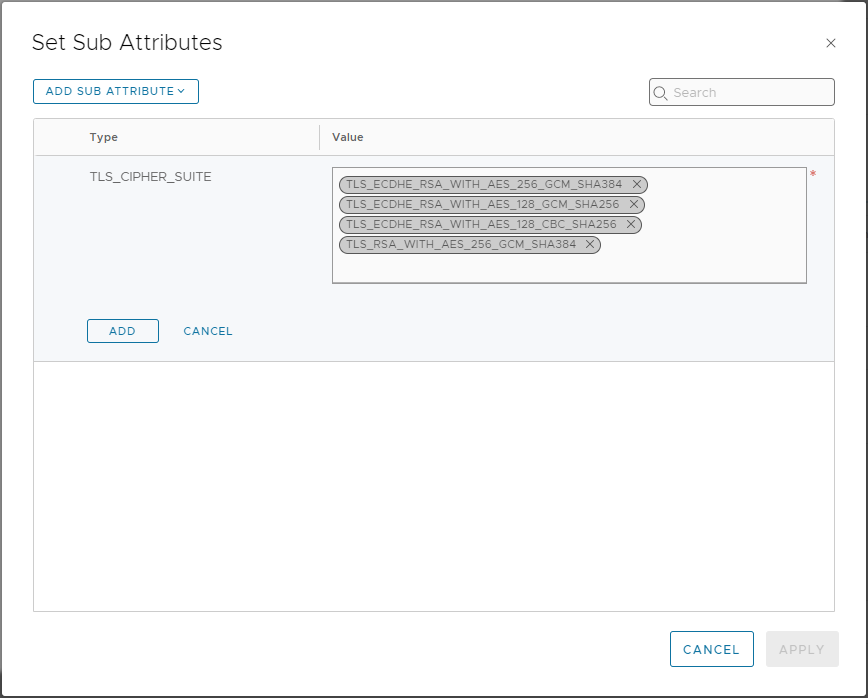 Set Sub Attributes
ADD SUB ATTRIBUTE
Search
Type Value
TLS_CIPHER_SUITE
TLS_ECDHE_RSA_WITH_AES_256_GCM_SHA384
*
TLS_ECDHE_RSA_WITH_AES_128_GCM_SHA256
TLS_ECDHE_RSA_WITH_AES_128_CBC_SHA256
TLS_RSA_WITH_AES_256_GCM_SHA384
ADD CANCEL
CANCEL APPLY